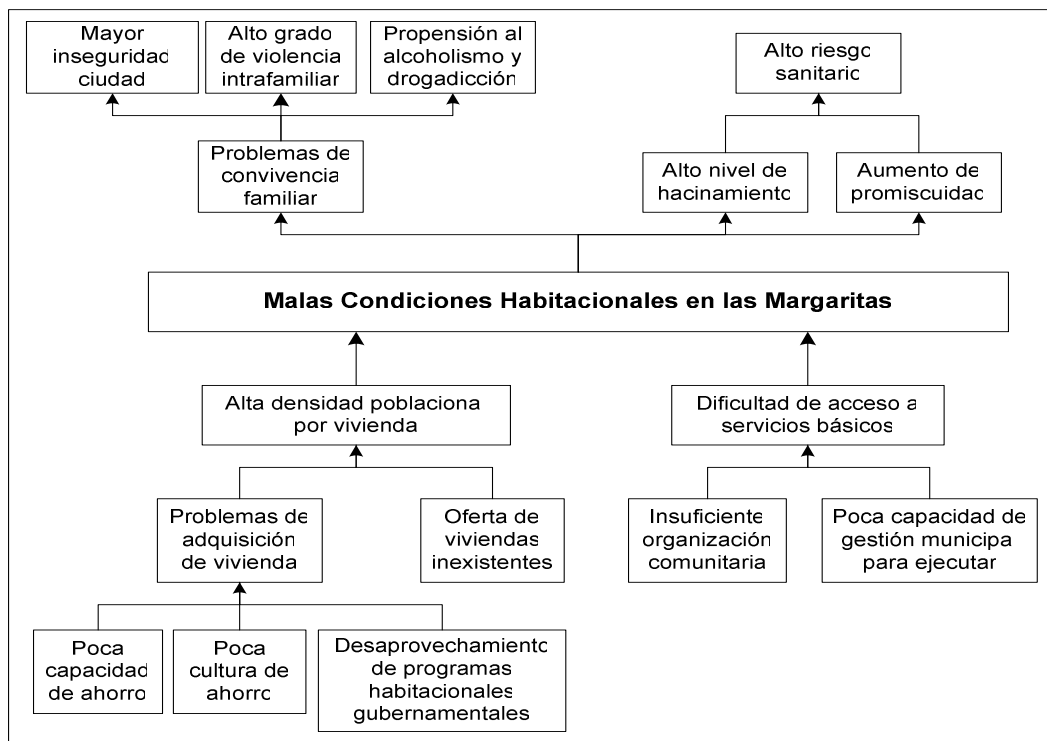 Mayor
inseguridad
ciudad
Alto grado
de violencia
intrafamiliar
Propensión al
alcoholismo y
drogadicción
Alto riesgo
sanitario
Problemas de
convivencia
familiar
Alto nivel de
hacinamiento
Aumento de
promiscuidad
Malas Condiciones Habitacionales en las Margaritas
Alta densidad poblaciona
por vivienda
Dificultad de acceso a
servicios básicos
Problemas de
adquisición
de vivienda
Oferta de
viviendas
inexistentes
Insuficiente
organización
comunitaria
Poca capacidad de
gestión municipa
para ejecutar
Poca
capacidad
de ahorro
Poca
cultura de
ahorro
Desaprovechamiento
de programas
habitacionales
gubernamentales